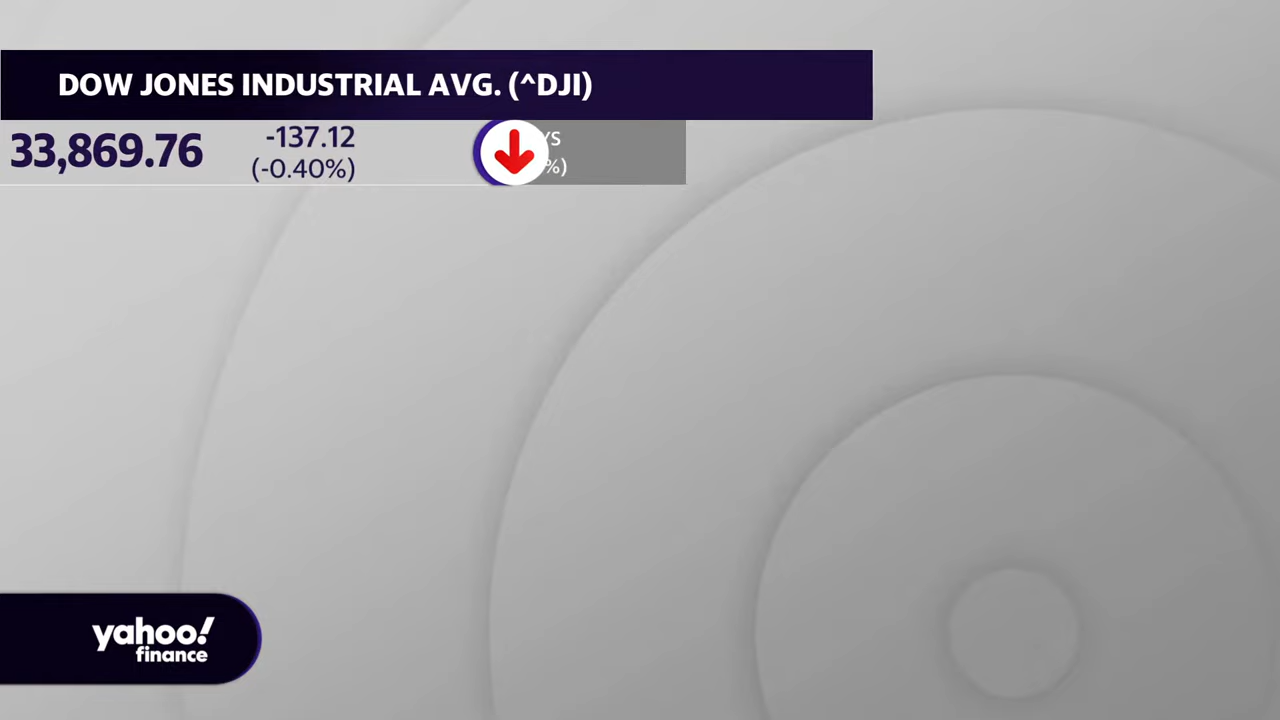 DOW JONES INDUSTRIAL AVG. (^DJI)
33,869.76
-137.12
(-0.40%)
%)
yahoo!
finance